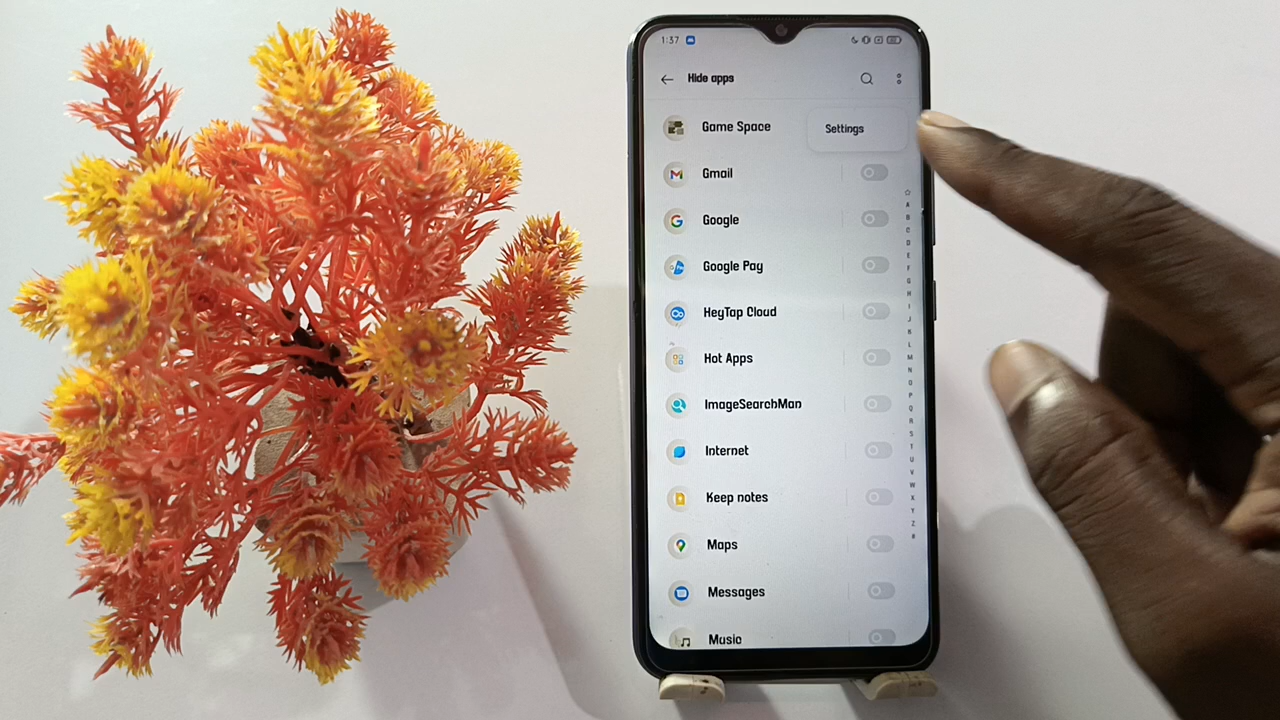 1:37
Hide apps
Game Space
Settings
Gmail
Google
Google Pay
HeyTap Cloud
Hot Apps
ImageSearchMan
Internet
Keep notes
Maps
Messages
Music
A
B
C
D
E
F
G
H
I
J
K
L
M
N
O
P
Q
R
S
T
U
V
W
X
Y
Z
#